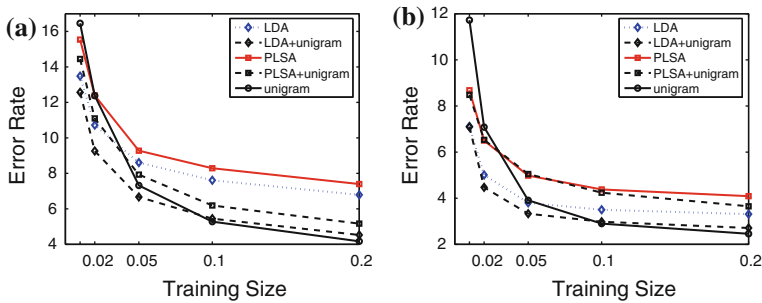 (a)
Error Rate
16
14
12
10
8
6
4
0.02 0.05 0.1 0.2
Training Size
LDA
LDA+unigram
PLSA
PLSA+unigram
unigram
(b)
Error Rate
12
10
8
6
4
2
0.02 0.05 0.1 0.2
Training Size
LDA
LDA+unigram
PLSA
PLSA+unigram
unigram